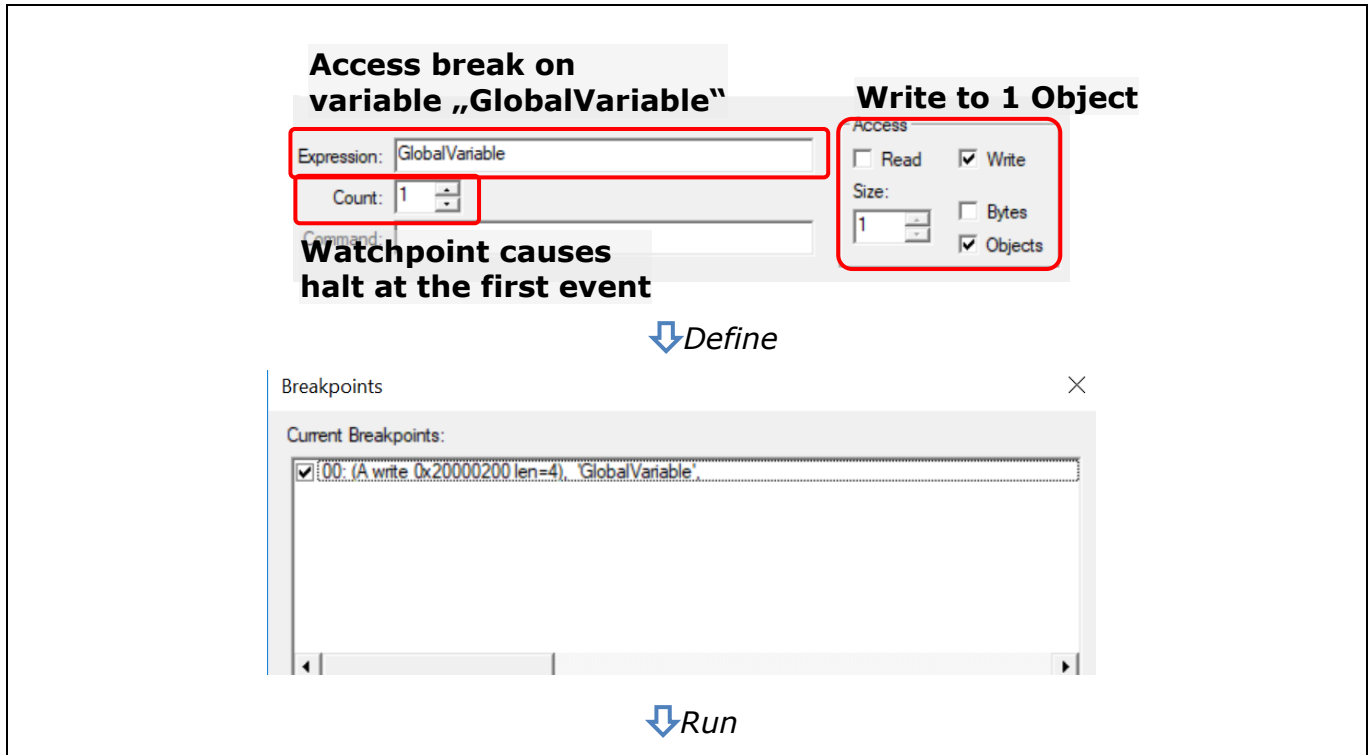 Access break on
variable „GlobalVariable“
Write to 1 Object
Access
Expression: GlobalVariable
Read Write
Count: 1
Size:
1
Bytes
Command:
Objects
Watchpoint causes
halt at the first event
Define
Breakpoints
Current Breakpoints:
00: (A write 0x20000200 len=4), 'GlobalVariable',
Run